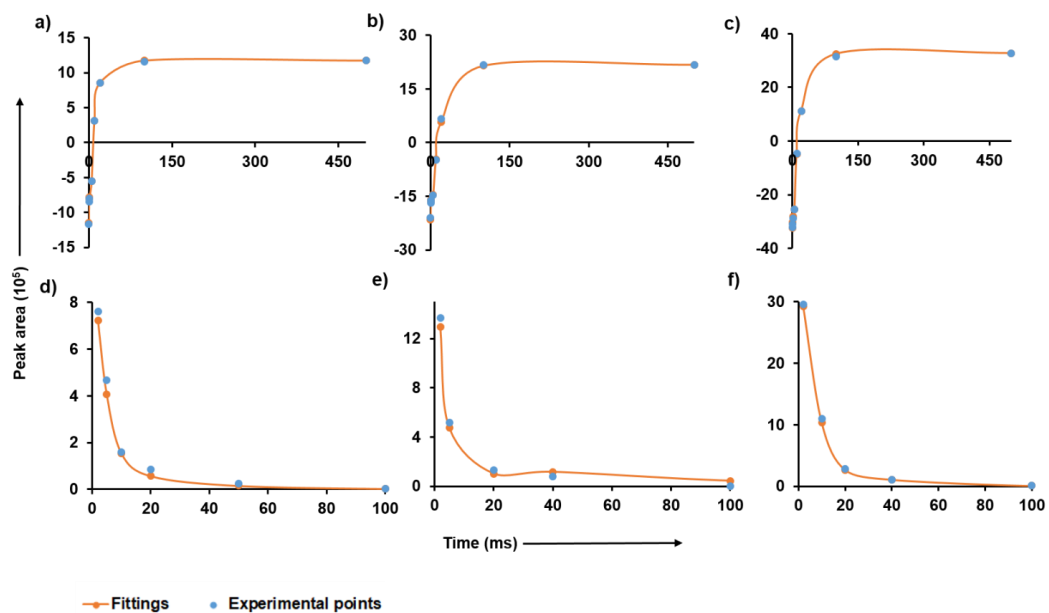 a)
15
10
5
0
-5
-10
-15
0 150 300 450
b)
30
15
0
-15
-30
0 150 300 450
c)
40
20
0
-20
-40
0 150 300 450
Peak area (10⁵)
d)
8
6
4
2
0
0 20 40 60 80 100
e)
12
8
4
0
0 20 40 60 80 100
f)
30
20
10
0
0 20 40 60 80 100
Time (ms)
Fittings Experimental points